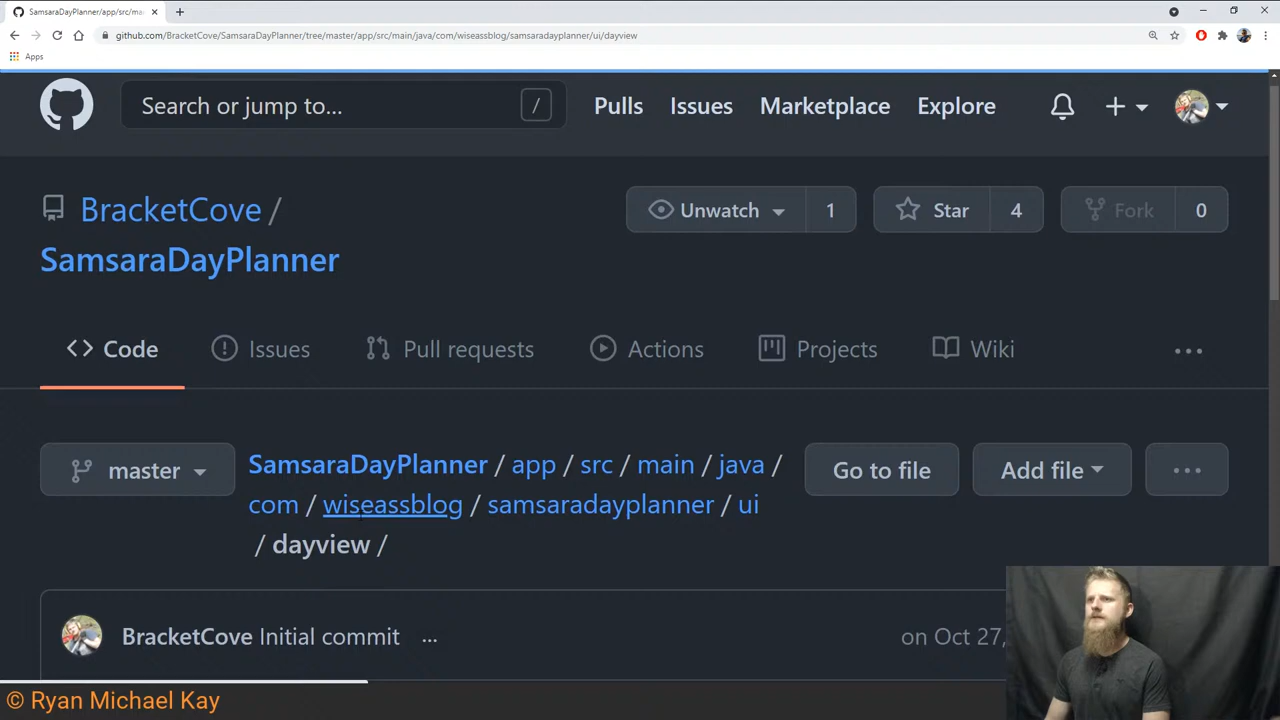 SamsaraDayPlanner/app/src/ma
github.com/BracketCove/SamsaraDayPlanner/tree/master/app/src/main/java/com/wiseassblog/samsaradayplanner/ui/dayview
Apps
Search or jump to... /
Pulls Issues Marketplace Explore
BracketCove /
SamsaraDayPlanner
Unwatch 1 Star 4 Fork 0
Code Issues Pull requests Actions Projects Wiki
master
SamsaraDayPlanner / app / src / main / java /
com / wiseassblog / samsaradayplanner / ui
/ dayview /
Go to file Add file
BracketCove Initial commit ... on Oct 27,
© Ryan Michael Kay